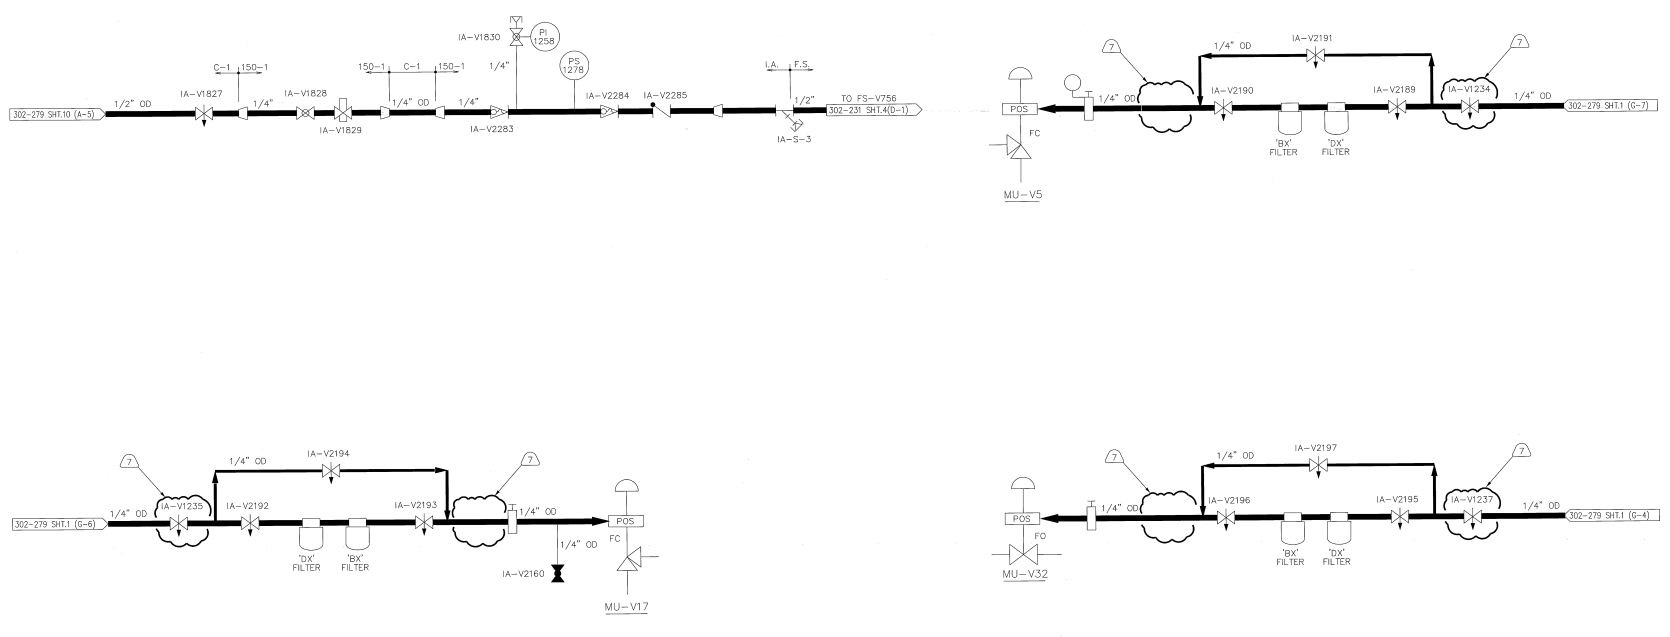 IA-V1830
PI
1258
1/4"
PS
1278
C-1
150-1
150-1
C-1
150-1
I.A.
F.S.
302-279 SHT.10 (A-5)
1/2" OD
IA-V1827
1/4"
IA-V1828
IA-V1829
1/4" OD
1/4"
IA-V2283
IA-V2284
IA-V2285
IA-S-3
1/2"
TO FS-V756
302-231 SHT.4(D-1)
7
1/4" OD
IA-V2191
7
POS
FC
MU-V5
1/4" OD
IA-V2190
'BX'
FILTER
'DX'
FILTER
IA-V2189
IA-V1234
1/4" OD
302-279 SHT.1 (G-7)
7
1/4" OD
IA-V2194
7
302-279 SHT.1 (G-6)
1/4" OD
IA-V1235
IA-V2192
'DX'
FILTER
'BX'
FILTER
IA-V2193
1/4" OD
1/4" OD
IA-V2160
POS
FC
MU-V17
7
1/4" OD
IA-V2197
7
POS
FO
MU-V32
1/4" OD
IA-V2196
'BX'
FILTER
'DX'
FILTER
IA-V2195
IA-V1237
1/4" OD
302-279 SHT.1 (G-4)